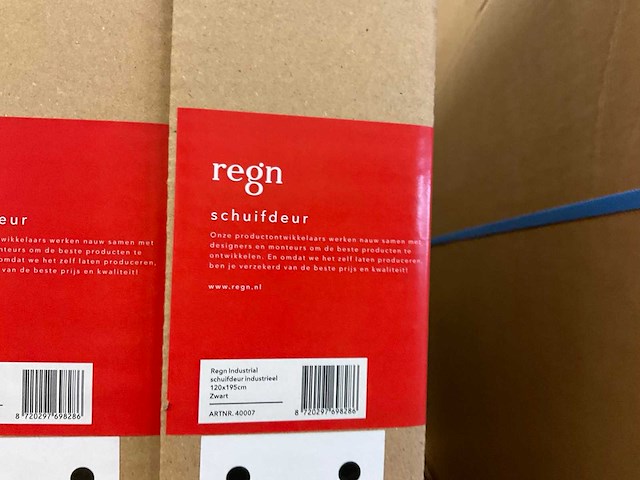 eur
wikkelaars werken nauw samen met
nteurs om de beste producten te
omdat we het zelf laten produceren,
van de beste prijs en kwaliteit!
8 720297 698286
regn
schuifdeur
Onze productontwikkelaars werken nauw samen met
designers en monteurs om de beste producten te
ontwikkelen. En omdat we het zelf laten produceren,
ben je verzekerd van de beste prijs en kwaliteit!
www.regn.nl
Regn Industrial
schuifdeur industrieel
120x195cm
Zwart
ARTNR. 40007
8 720297 698286